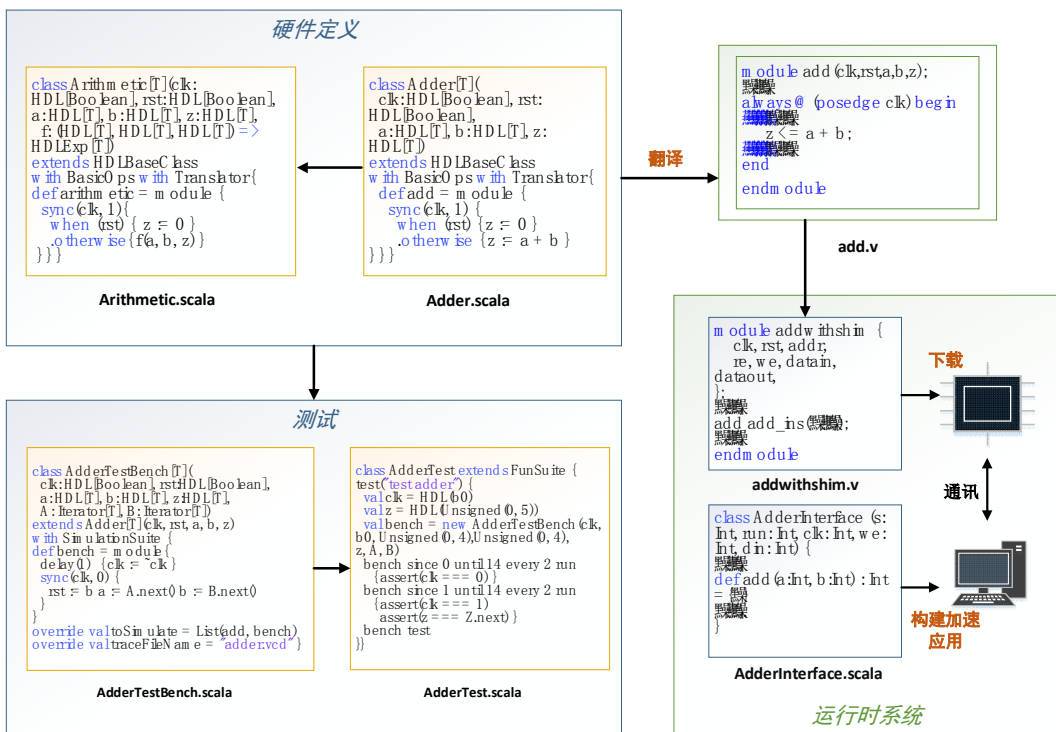 硬件定义
class Arithmetic[T](clk:
HDL[Boolean], rst:HDL[Boolean],
a:HDL[T], b:HDL[T], z:HDL[T],
f: (HDL[T], HDL[T], HDL[T]) =>
HDLExp[T])
extends HDLBaseClass
with BasicOps with Translator{
def arithmetic = module {
sync(clk, 1){
when (rst) { z := 0 }
.otherwise{f(a, b, z)}
} } }
Arithmetic.scala
class Adder[T](
clk:HDL[Boolean], rst:
HDL[Boolean],
a:HDL[T], b:HDL[T], z:
HDL[T])
extends HDLBaseClass
with BasicOps with Translator{
def add = module {
sync(clk, 1) {
when (rst) { z := 0 }
.otherwise {z := a + b }
} } }
Adder.scala
翻译
module add (clk,rst,a,b,z);
always @ (posedge clk) begin
z <= a + b;
end
endmodule
add.v
测试
class AdderTestBench[T](
clk:HDL[Boolean], rst:HDL[Boolean],
a:HDL[T], b:HDL[T], z:HDL[T],
A:Iterator[T], B:Iterator[T])
extends Adder[T](clk, rst, a, b, z)
with SimulationSuite {
def bench = module{
delay(1) {clk := ~clk }
sync(clk, 0) {
rst := b a := A.next() b := B.next()
}
}
override val toSimulate = List(add, bench)
override val traceFileName = "adder.vcd" }
AdderTestBench.scala
class AdderTest extends FunSuite {
test("test adder") {
val clk = HDL(b0)
val z = HDL(Unsigned(0, 5))
val bench = new AdderTestBench(clk,
b0, Unsigned(0, 4),Unsigned(0, 4),
z, A, B)
bench since 0 until 14 every 2 run
{assert(clk === 0)}
bench since 1 until 14 every 2 run
{assert(clk === 1)
assert(z === Z.next) }
bench test
}}
AdderTest.scala
module addwithshim {
clk, rst, addr,
re, we, datain,
dataout,
};
add add_ins( );
endmodule
addwithshim.v
下载
通讯
class AdderInterface (s:
Int, run: Int, clk: Int, we:
Int, din: Int) {
def add(a:Int, b:Int) : Int
=
}
AdderInterface.scala
构建加速
应用
运行时系统